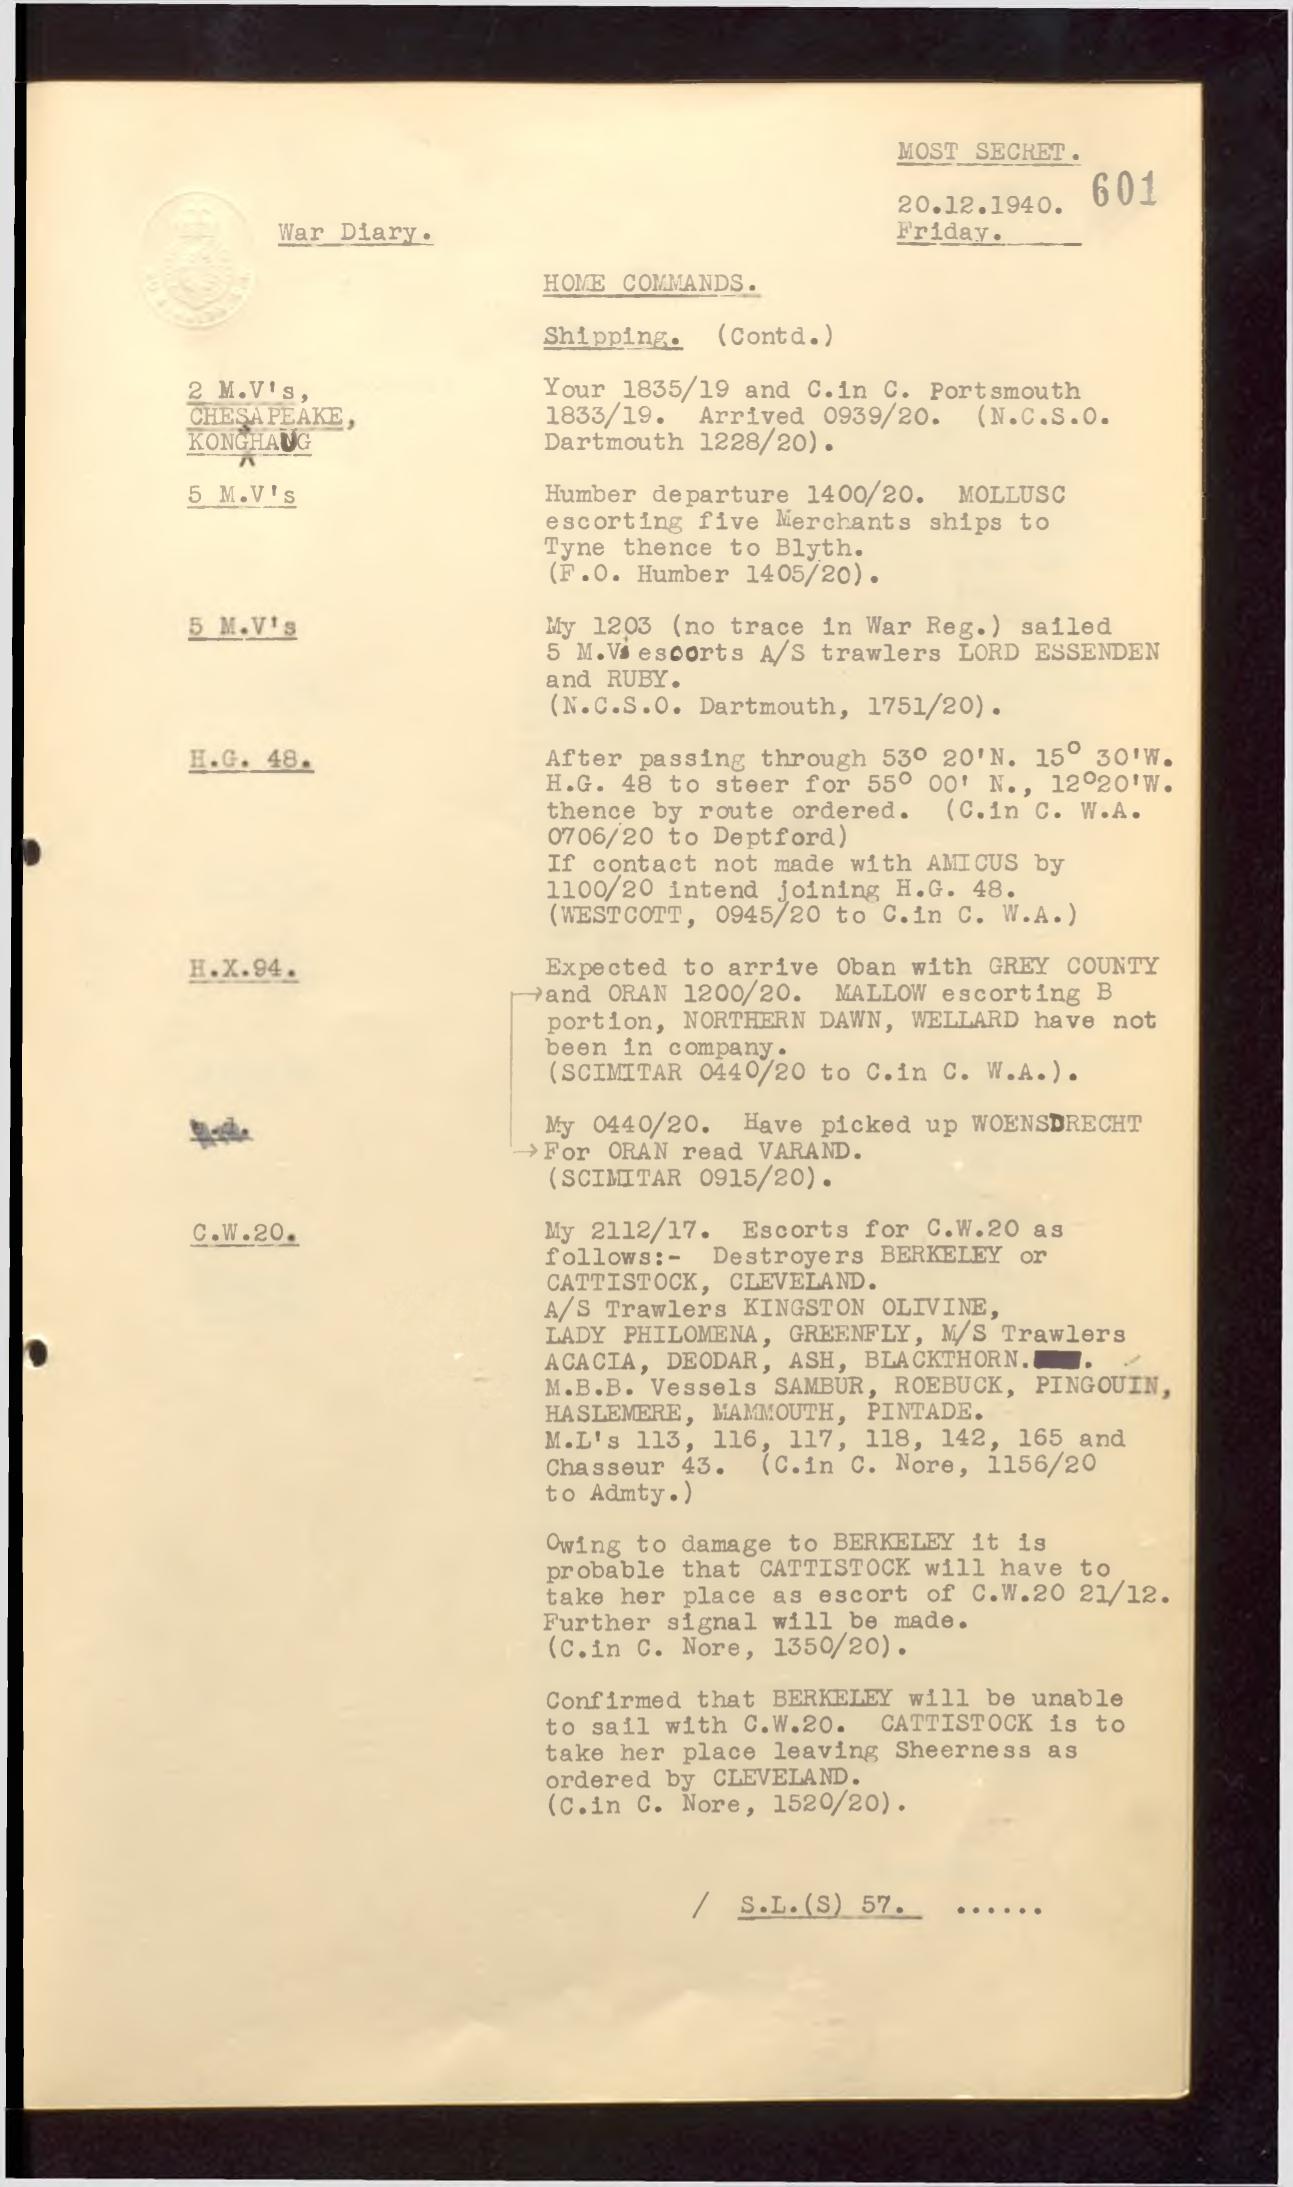 MOST SECRET.
601
20.12.1940.
Friday.
War Diary.
HOME COMMANDS.
Shipping. (Contd.)
2 M.V's,
CHESAPEAKE,
KONGHAUG
Your 1835/19 and C.in C. Portsmouth
1833/19. Arrived 0939/20. (N.C.S.O.
Dartmouth 1228/20).
5 M.V's
Humber departure 1400/20. MOLLUSC
escorting five Merchants ships to
Tyne thence to Blyth.
(F.O. Humber 1405/20).
5 M.V's
My 1203 (no trace in War Reg.) sailed
5 M.Vs escorts A/S trawlers LORD ESSENDEN
and RUBY.
(N.C.S.O. Dartmouth, 1751/20).
H.G. 48.
After passing through 53° 20'N. 15° 30'W.
H.G. 48 to steer for 55° 00' N., 12°20'W.
thence by route ordered. (C.in C. W.A.
0706/20 to Deptford)
If contact not made with AMICUS by
1100/20 intend joining H.G. 48.
(WESTCOTT, 0945/20 to C.in C. W.A.)
H.X.94.
Expected to arrive Oban with GREY COUNTY
and ORAN 1200/20. MALLOW escorting B
portion, NORTHERN DAWN, WELLARD have not
been in company.
(SCIMITAR 0440/20 to C.in C. W.A.).
My 0440/20. Have picked up WOENSDRECHT
For ORAN read VARAND.
(SCIMITAR 0915/20).
C.W.20.
My 2112/17. Escorts for C.W.20 as
follows:- Destroyers BERKELEY or
CATTISTOCK, CLEVELAND.
A/S Trawlers KINGSTON OLIVINE,
LADY PHILOMENA, GREENFLY, M/S Trawlers
ACACIA, DEODAR, ASH, BLACKTHORN. .
M.B.B. Vessels SAMBUR, ROEBUCK, PINGOUIN,
HASLEMERE, MAMMOUTH, PINTADE.
M.L's 113, 116, 117, 118, 142, 165 and
Chasseur 43. (C.in C. Nore, 1156/20
to Admty.)
Owing to damage to BERKELEY it is
probable that CATTISTOCK will have to
take her place as escort of C.W.20 21/12.
Further signal will be made.
(C.in C. Nore, 1350/20).
Confirmed that BERKELEY will be unable
to sail with C.W.20. CATTISTOCK is to
take her place leaving Sheerness as
ordered by CLEVELAND.
(C.in C. Nore, 1520/20).
/ S.L.(S) 57. ......